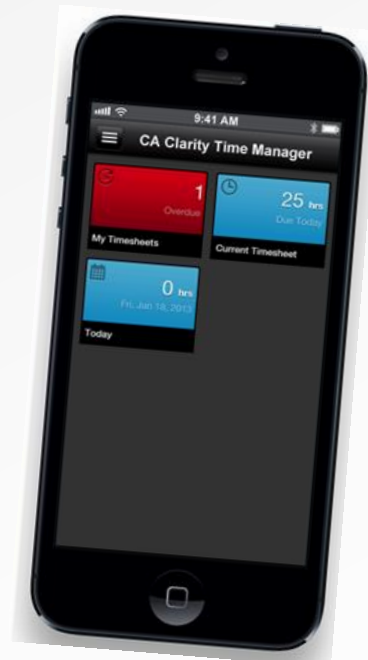 9:41 AM
CA Clarity Time Manager
1
Overdue
My Timesheets
25 hrs
Due Today
Current Timesheet
0 hrs
Fri, Jan 18, 2013
Today